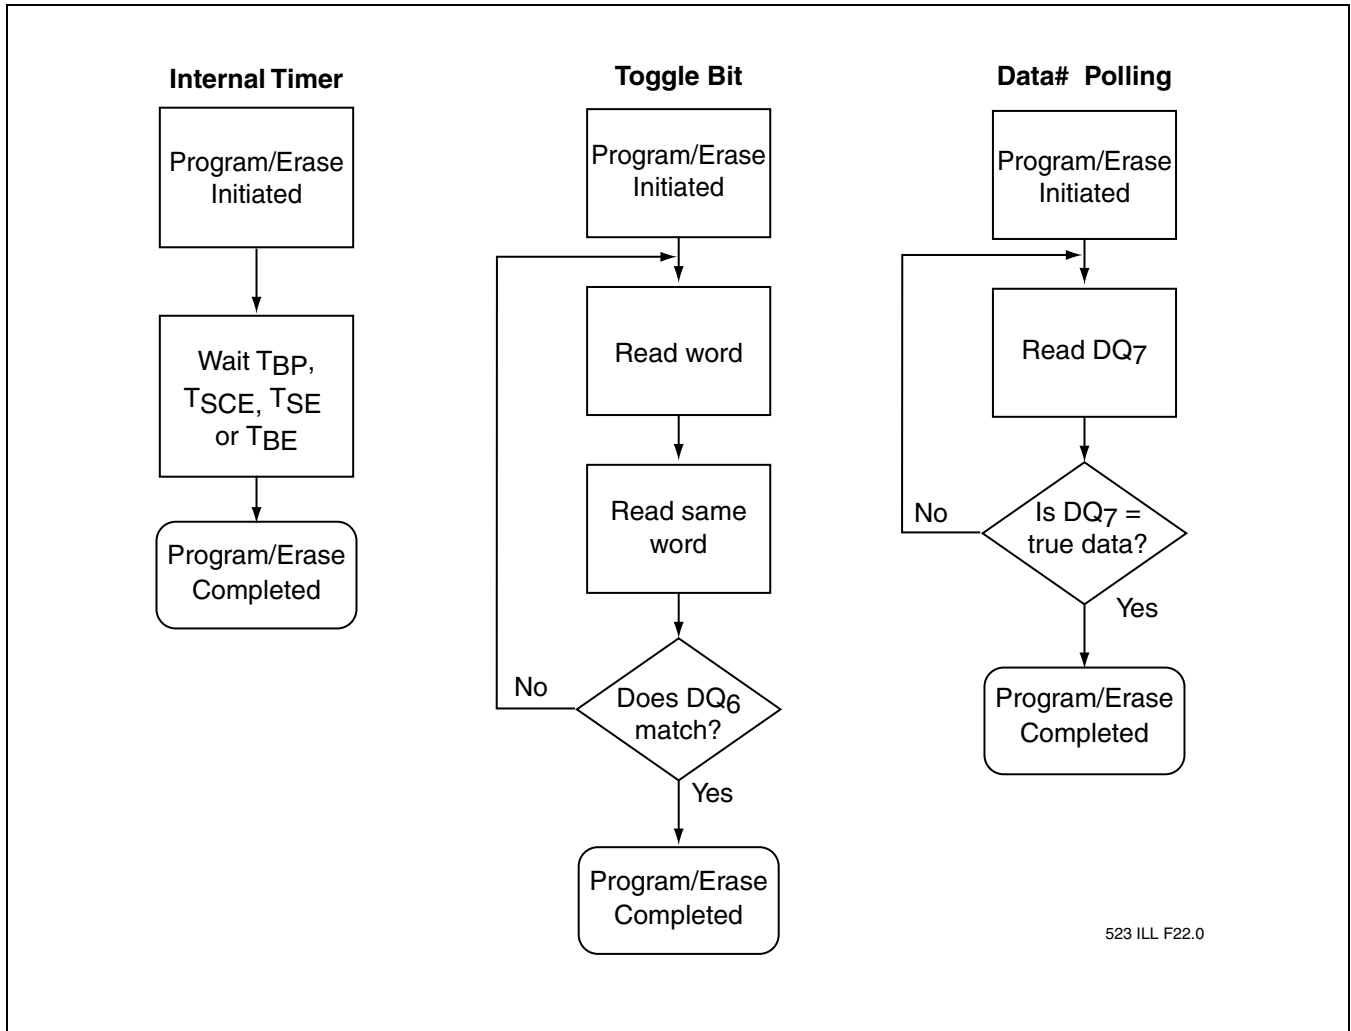 Internal Timer
Program/Erase
Initiated
Wait TBP,
TSCE, TSE
or TBE
Program/Erase
Completed
Toggle Bit
Program/Erase
Initiated
Read word
Read same
word
Does DQ6
match?
No
Yes
Program/Erase
Completed
Data# Polling
Program/Erase
Initiated
Read DQ7
Is DQ7 =
true data?
No
Yes
Program/Erase
Completed
523 ILL F22.0